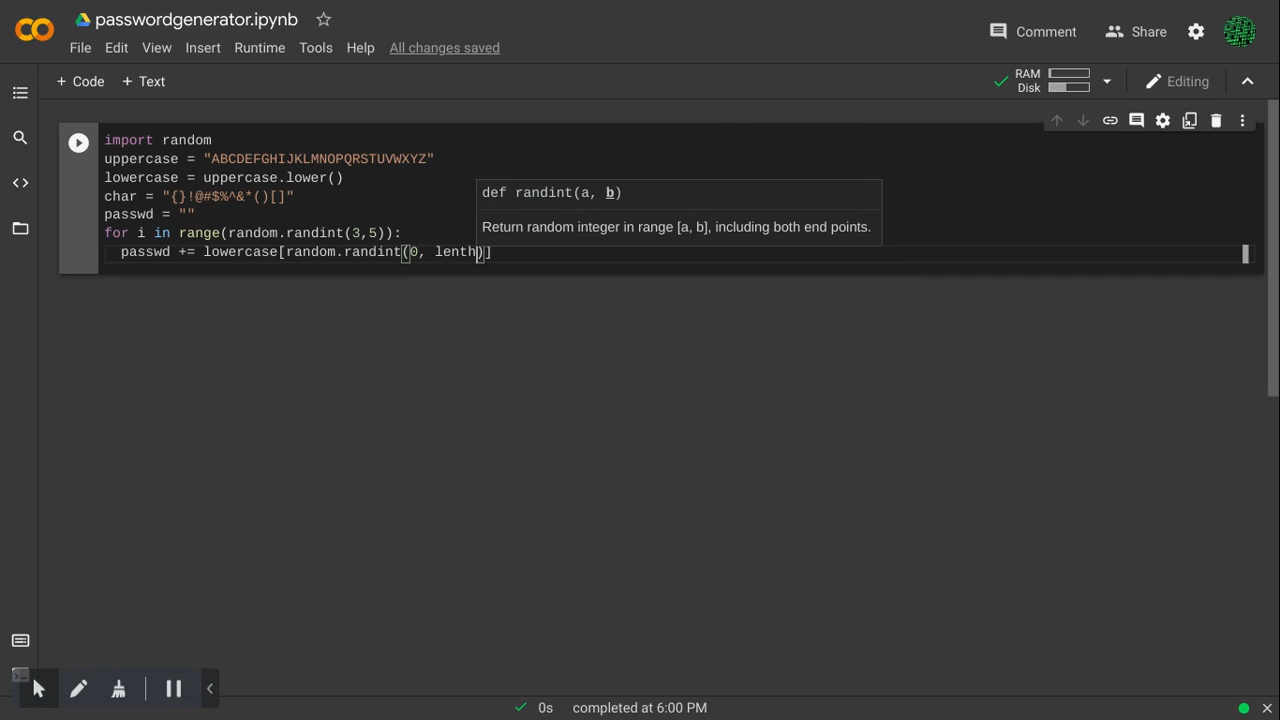 passwordgenerator.ipynb
File Edit View Insert Runtime Tools Help All changes saved
Comment Share
+ Code + Text
RAM
Disk
Editing
import random
uppercase = "ABCDEFGHIJKLMNOPQRSTUVWXYZ"
lowercase = uppercase.lower()
char = "{}!@#$%^&*()[]"
passwd = ""
for i in range(random.randint(3,5)):
passwd += lowercase[random.randint(0, lenth)]
def randint(a, b)
Return random integer in range [a, b], including both end points.
0s completed at 6:00 PM